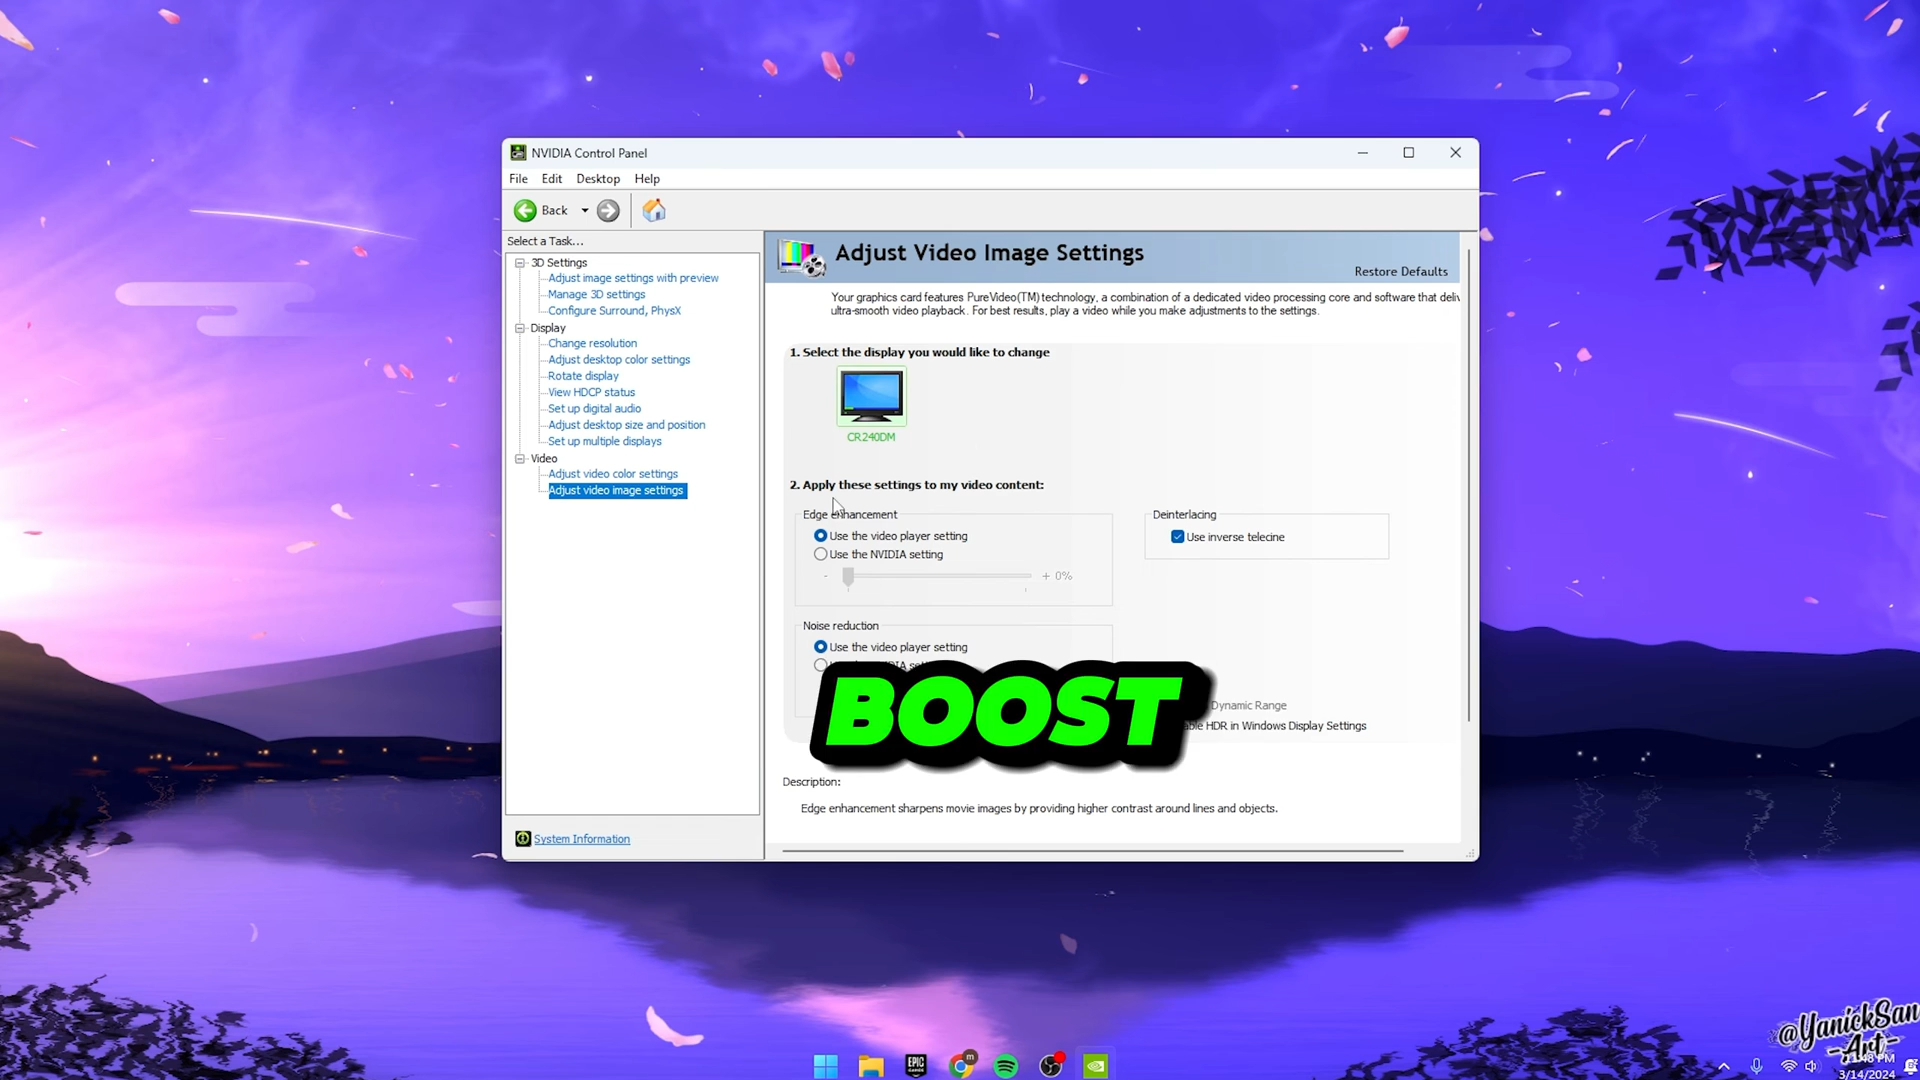 NVIDIA Control Panel
File Edit Desktop Help
Back
Select a Task...
3D Settings
Adjust image settings with preview
Manage 3D settings
Configure Surround, PhysX
Display
Change resolution
Adjust desktop color settings
Rotate display
View HDCP status
Set up digital audio
Adjust desktop size and position
Set up multiple displays
Video
Adjust video color settings
Adjust video image settings
System Information
Adjust Video Image Settings
Restore Defaults
Your graphics card features PureVideo(TM) technology, a combination of a dedicated video processing core and software that deliv
ultra-smooth video playback. For best results, play a video while you make adjustments to the settings.
1. Select the display you would like to change
CR240DM
2. Apply these settings to my video content:
Edge enhancement
Use the video player setting
Use the NVIDIA setting
- + 0%
Deinterlacing
Use inverse telecine
Noise reduction
Use the video player setting
BOOST
Dynamic Range
HDR in Windows Display Settings
Description:
Edge enhancement sharpens movie images by providing higher contrast around lines and objects.
EPIC
GAMES
m
@YanickSan
-Art-
11:48 PM
3/14/2024